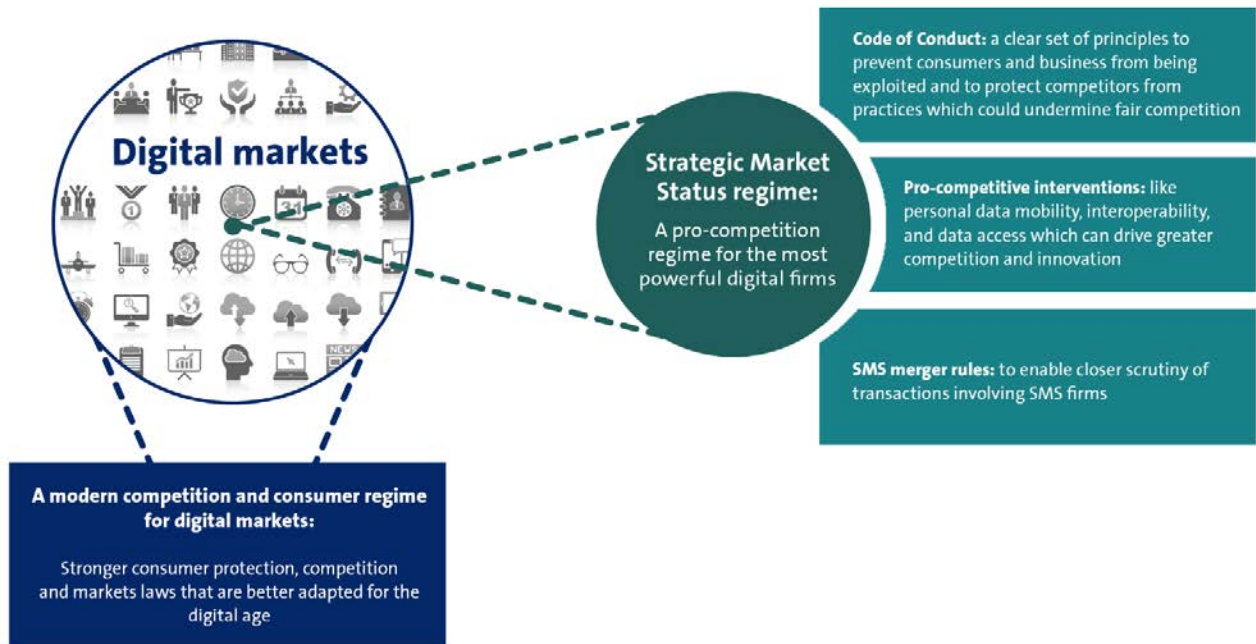 Digital markets
31
NEWS
A modern competition and consumer regime
for digital markets:
Stronger consumer protection, competition
and markets laws that are better adapted for the
digital age
Strategic Market
Status regime:
A pro-competition
regime for the most
powerful digital firms
Code of Conduct: a clear set of principles to
prevent consumers and business from being
exploited and to protect competitors from
practices which could undermine fair competition
Pro-competitive interventions: like
personal data mobility, interoperability,
and data access which can drive greater
competition and innovation
SMS merger rules: to enable closer scrutiny of
transactions involving SMS firms